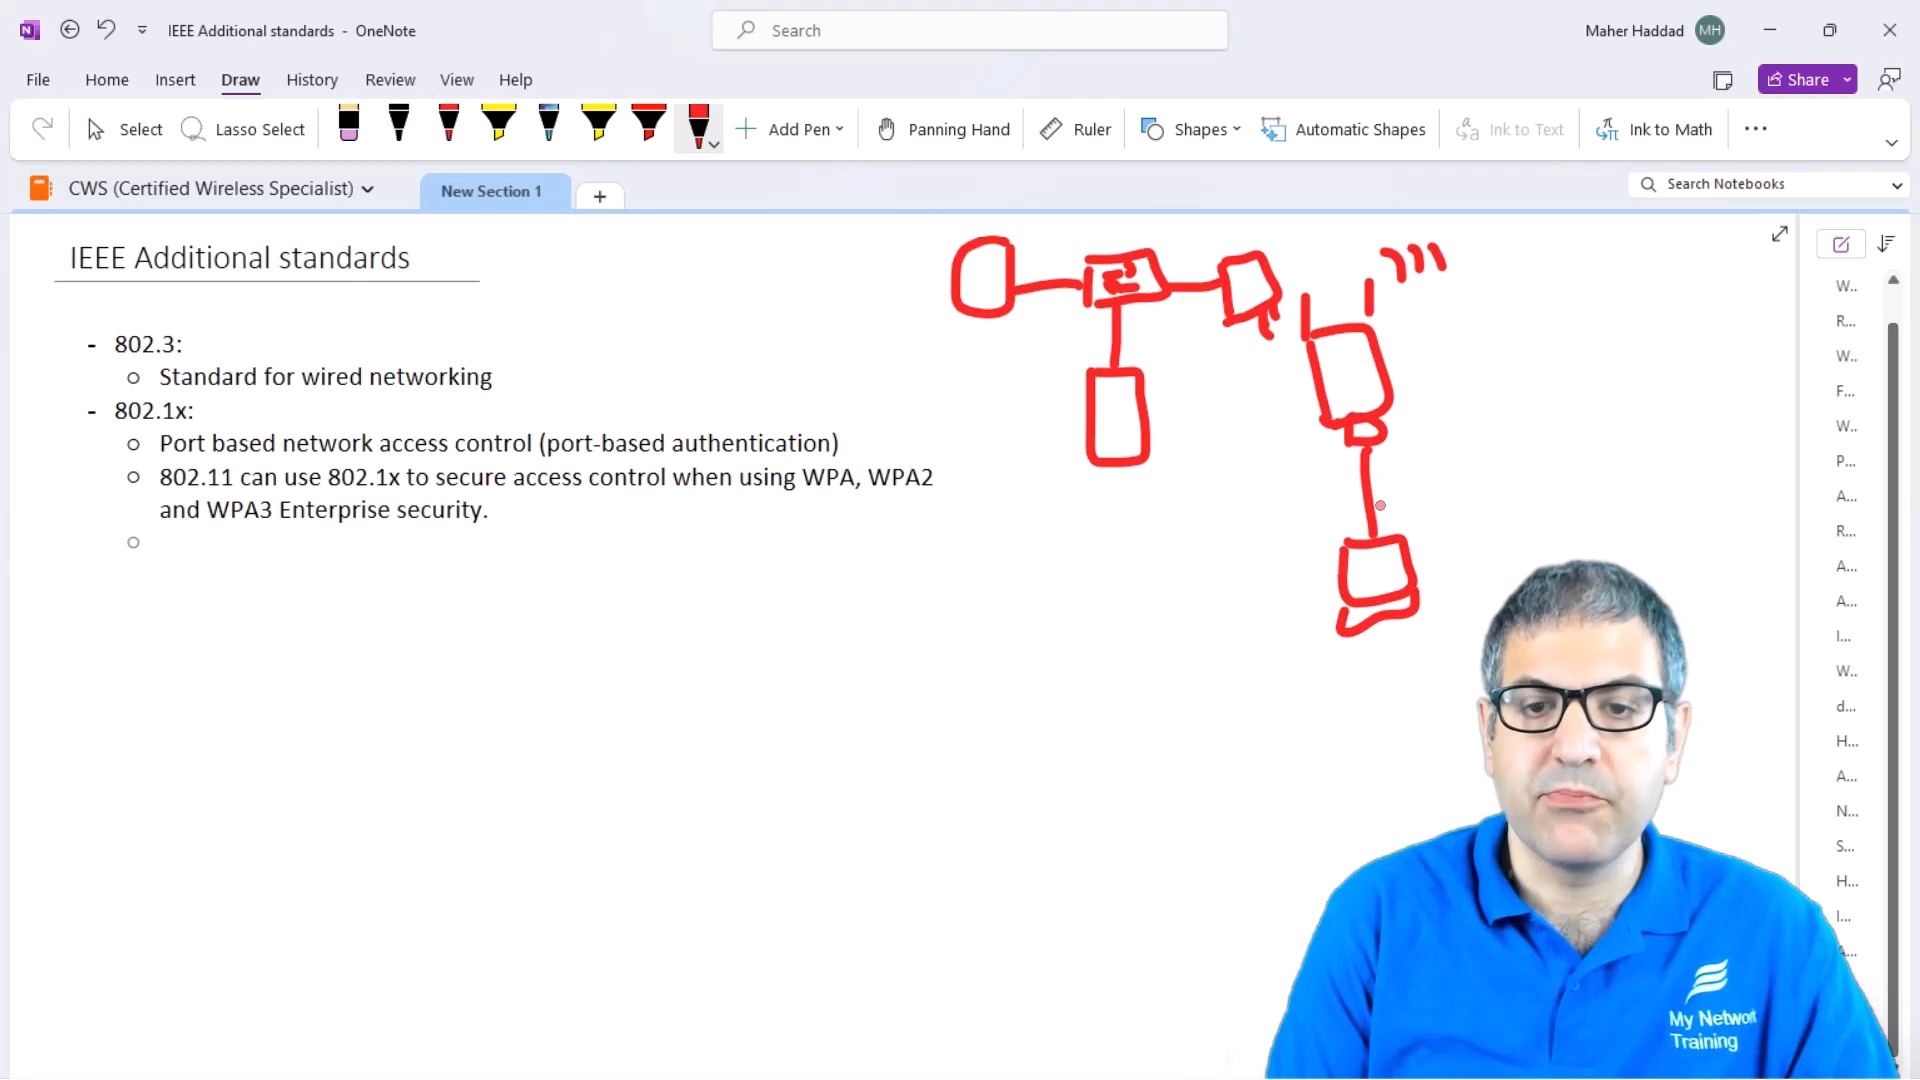 IEEE Additional standards - OneNote
Search
Maher Haddad
MH
File
Home
Insert
Draw
History
Review
View
Help
Share
Select
Lasso Select
Add Pen
Panning Hand
Ruler
Shapes
Automatic Shapes
Ink to Text
Ink to Math
CWS (Certified Wireless Specialist)
New Section 1
Search Notebooks
IEEE Additional standards
- 802.3:
Standard for wired networking
- 802.1x:
Port based network access control (port-based authentication)
802.11 can use 802.1x to secure access control when using WPA, WPA2
and WPA3 Enterprise security.
W..
R...
W..
F...
W..
P...
A...
R...
A...
A...
I...
W..
d...
H...
A...
N...
S...
H...
I...
My Network
Training